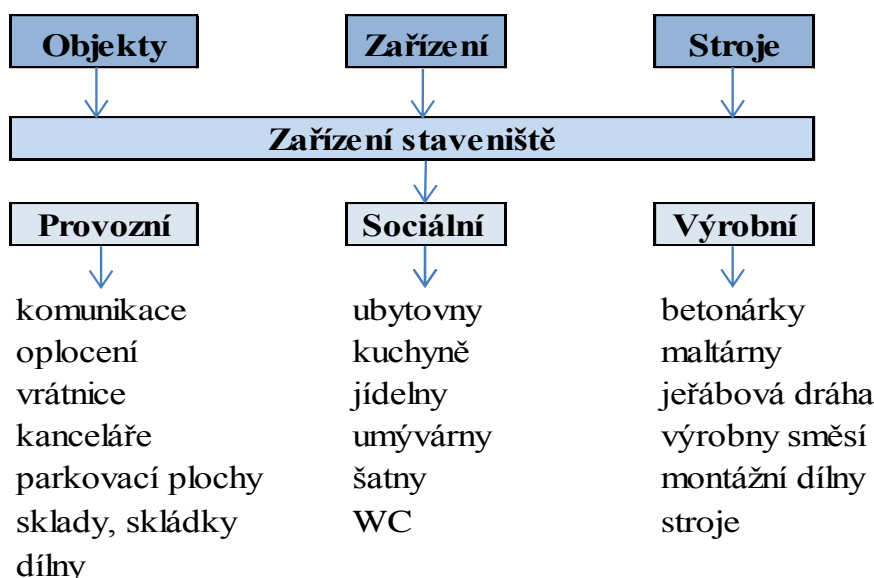 Objekty
Zařízení
Stroje
Zařízení staveniště
Provozní
Sociální
Výrobní
komunikace
oplocení
vrátnice
kanceláře
parkovací plochy
sklady, skládky
dílny
ubytovny
kuchyně
jídelny
umývárny
šatny
WC
betonárky
maltárny
jeřábová dráha
výrobny směsí
montážní dílny
stroje